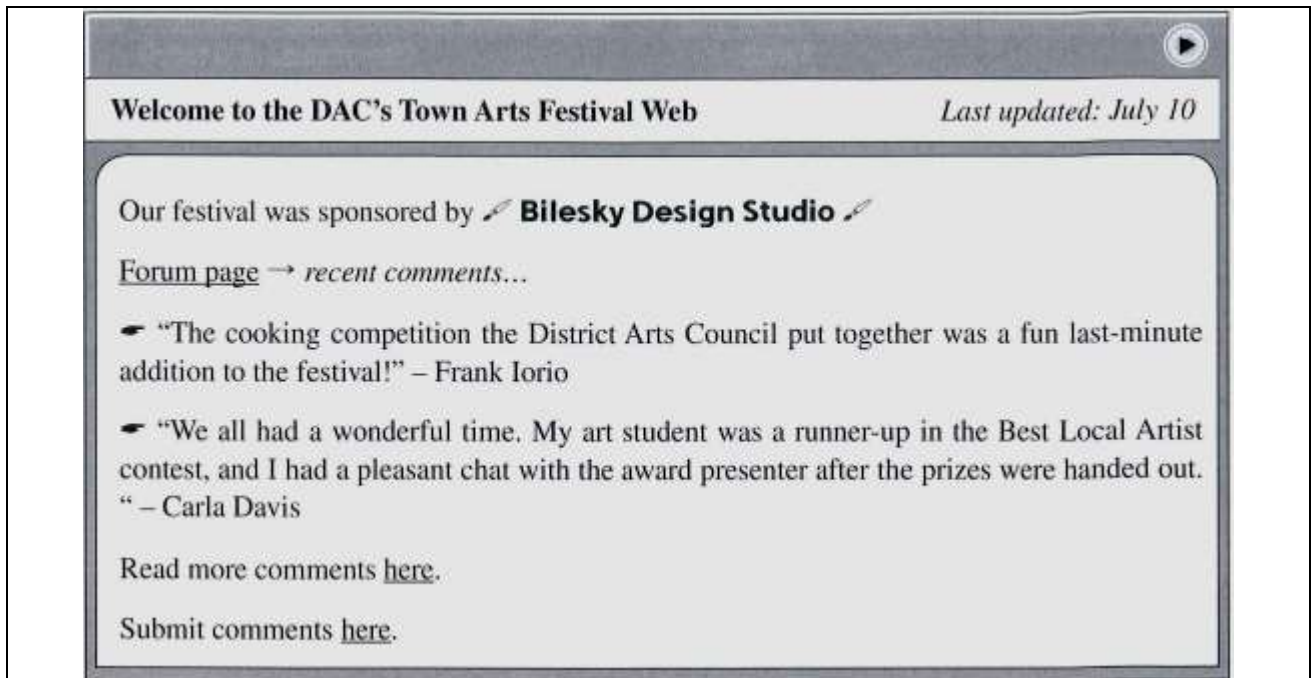 Welcome to the DAC's Town Arts Festival Web
Last updated: July 10
Our festival was sponsored by Bilesky Design Studio
Forum page → recent comments…
☛ “The cooking competition the District Arts Council put together was a fun last-minute
addition to the festival!” – Frank Iorio
☛ “We all had a wonderful time. My art student was a runner-up in the Best Local Artist
contest, and I had a pleasant chat with the award presenter after the prizes were handed out.
“ – Carla Davis
Read more comments here.
Submit comments here.